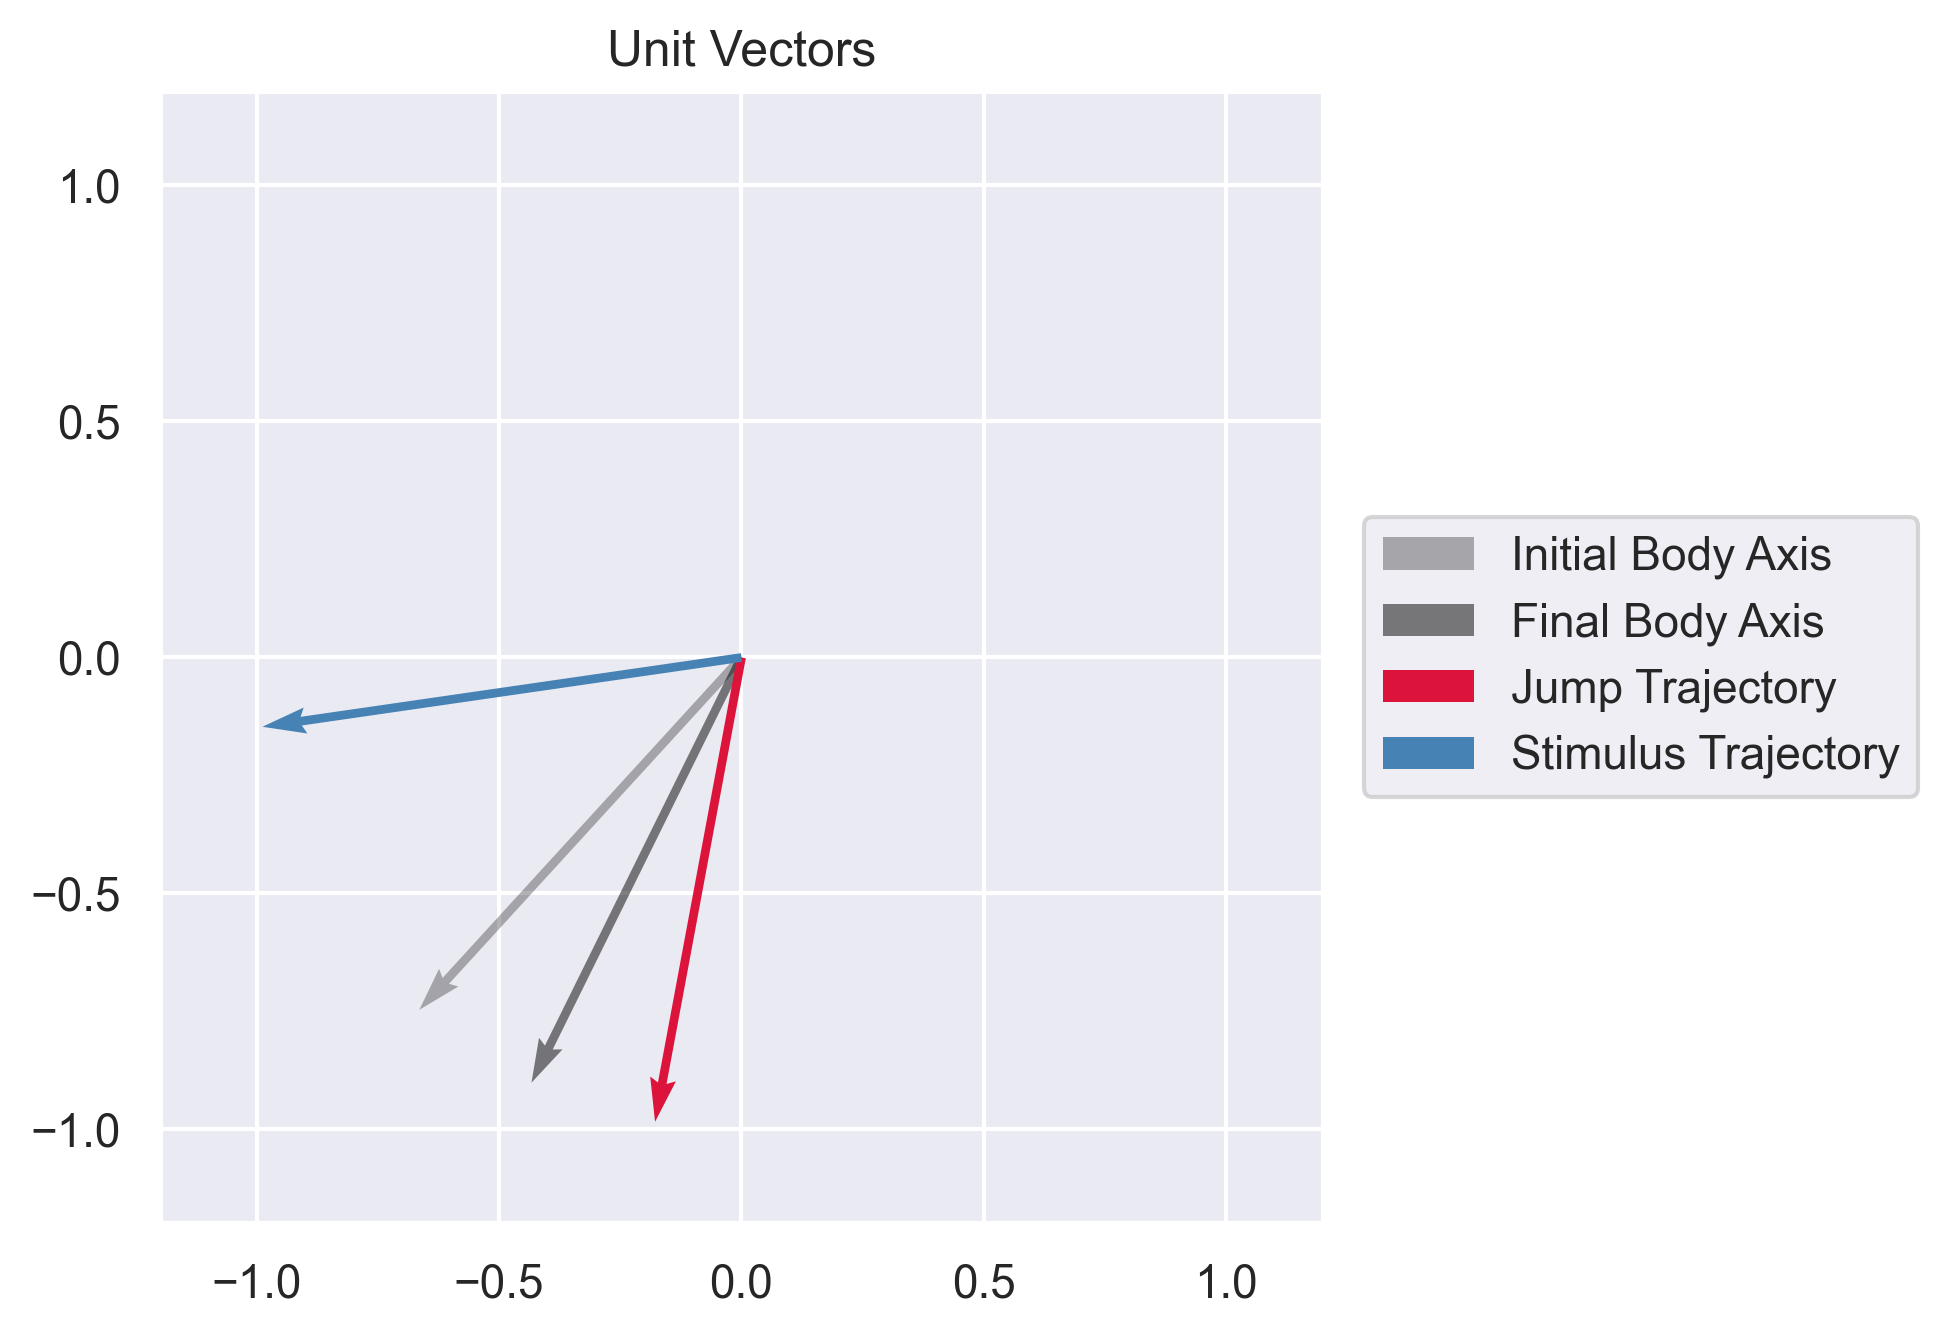 Unit Vectors
1.0
0.5
0.0
−0.5
−1.0
−1.0 −0.5 0.0 0.5 1.0
Initial Body Axis
Final Body Axis
Jump Trajectory
Stimulus Trajectory